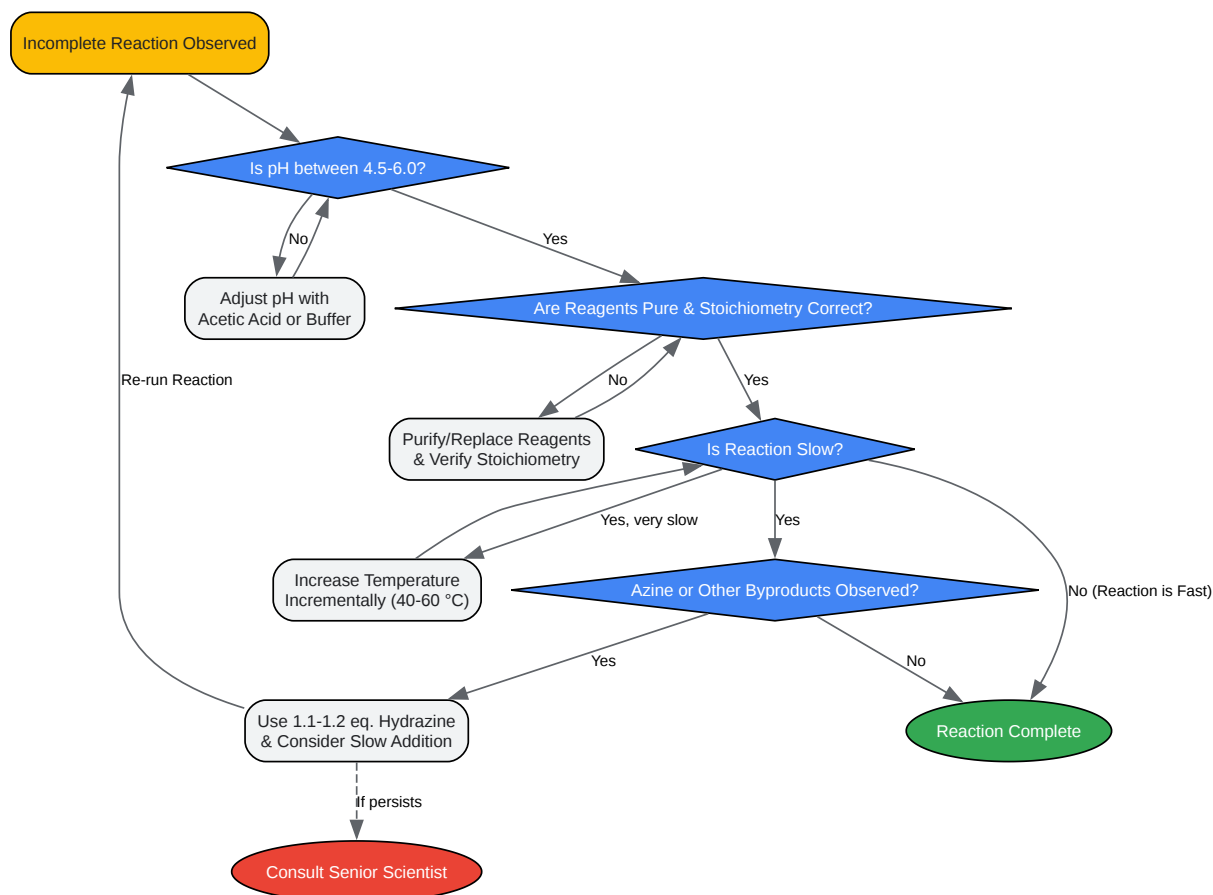 Incomplete Reaction Observed
Is pH between 4.5-6.0?
No
Yes
Adjust pH with
Acetic Acid or Buffer
Are Reagents Pure & Stoichiometry Correct?
Re-run Reaction
No
Yes
Purify/Replace Reagents
& Verify Stoichiometry
Is Reaction Slow?
Yes, very slow
Yes
Increase Temperature
Incrementally (40-60 °C)
Azine or Other Byproducts Observed?
No (Reaction is Fast)
Yes
No
Use 1.1-1.2 eq. Hydrazine
& Consider Slow Addition
Reaction Complete
If persists
Consult Senior Scientist